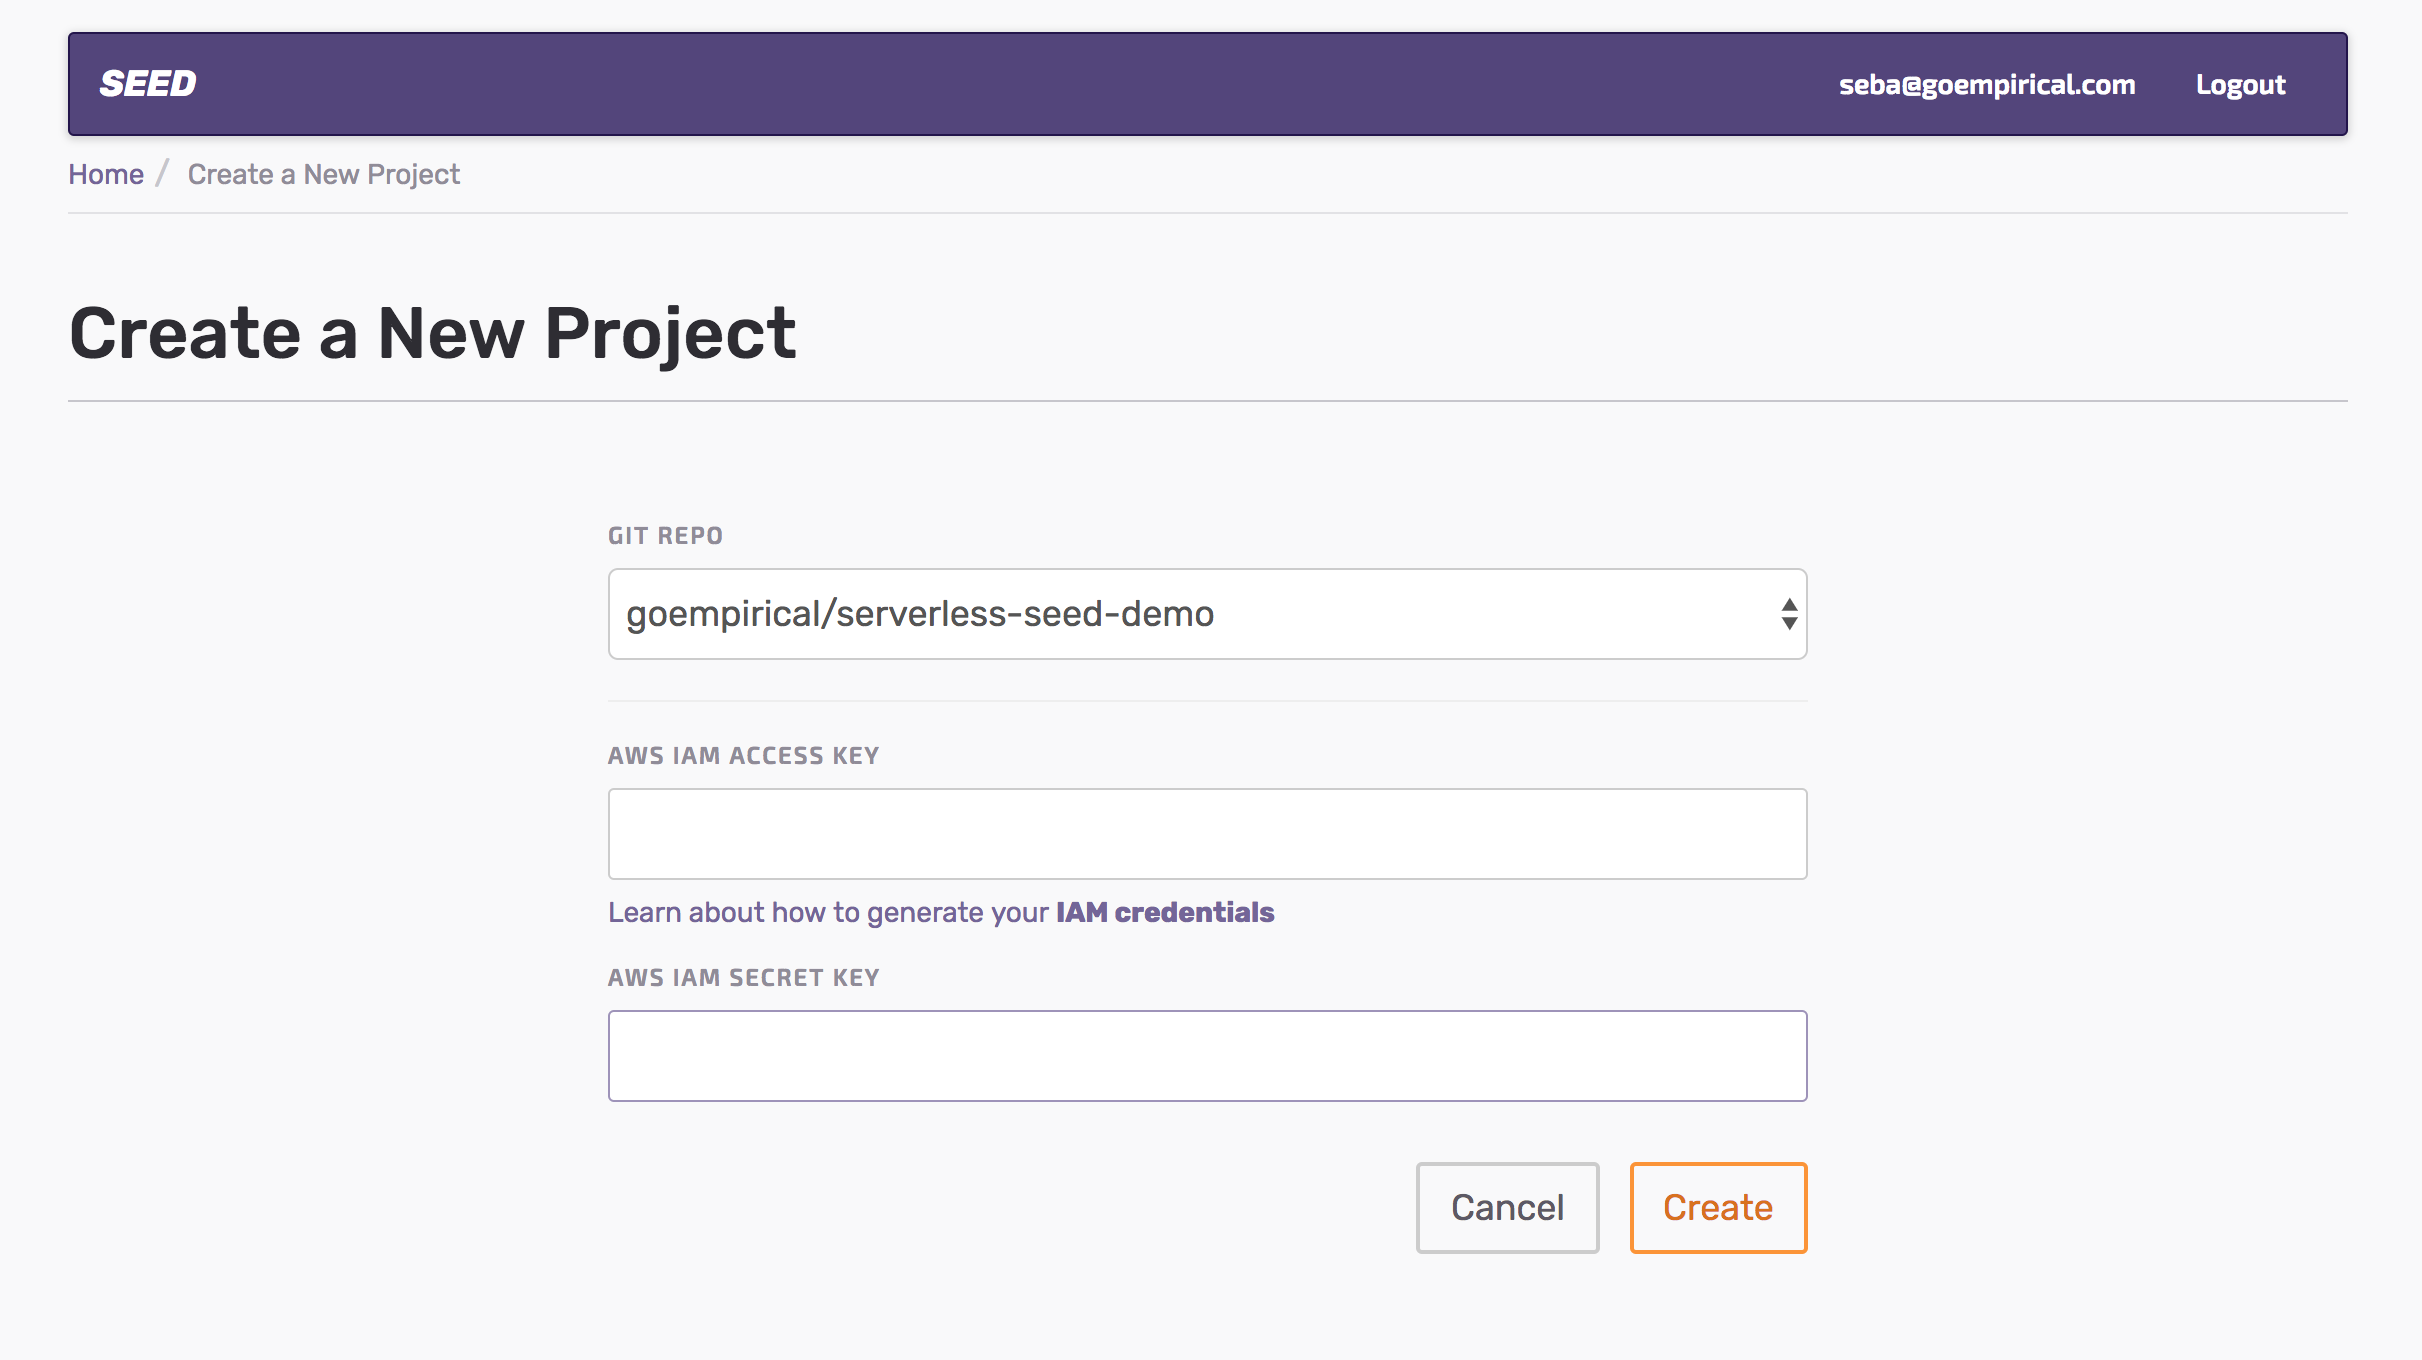 SEED
seba@goempirical.com Logout
Home / Create a New Project
Create a New Project
GIT REPO
goempirical/serverless-seed-demo
AWS IAM ACCESS KEY
Learn about how to generate your IAM credentials
AWS IAM SECRET KEY
Cancel Create